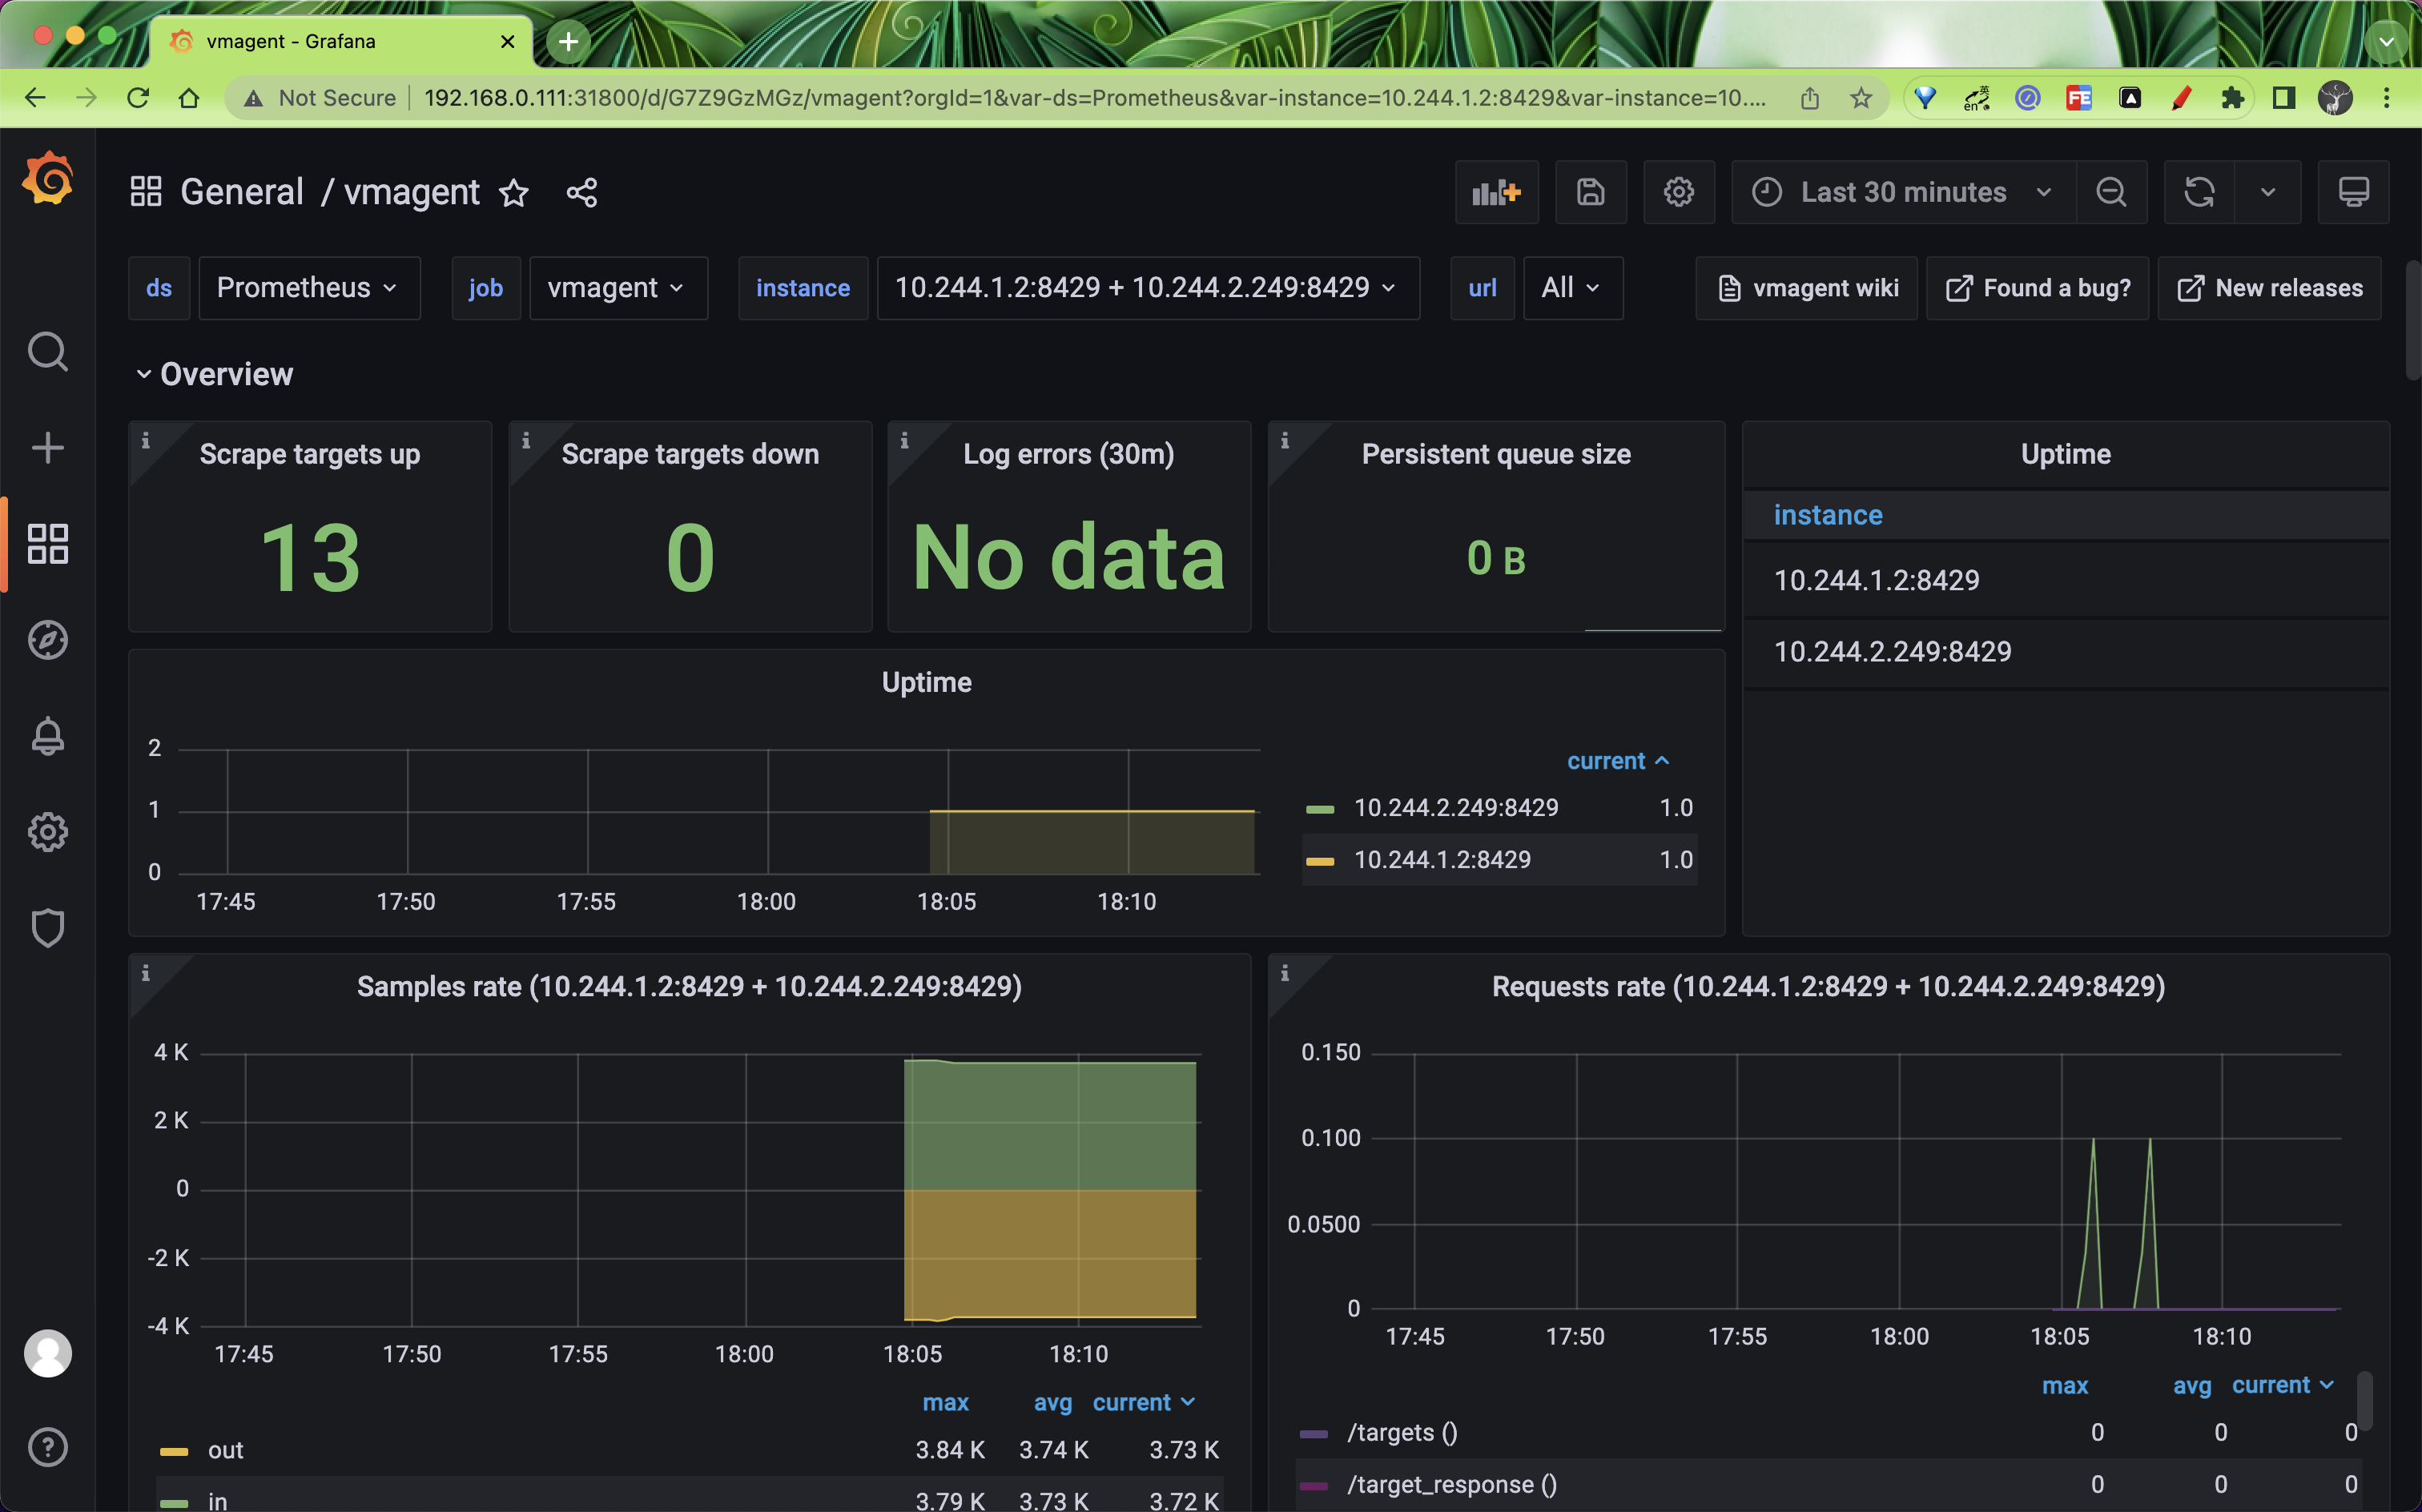 vmagent - Grafana
Not Secure 192.168.0.111:31800/d/G7Z9GzMGz/vmagent?orgId=1&var-ds=Prometheus&var-instance=10.244.1.2:8429&var-instance=10....
英
en
FE
General / vmagent
Last 30 minutes
ds Prometheus job vmagent instance 10.244.1.2:8429 + 10.244.2.249:8429 url All vmagent wiki Found a bug? New releases
Overview
Scrape targets up
13
Scrape targets down
0
Log errors (30m)
No data
Persistent queue size
0 B
Uptime
instance
10.244.1.2:8429
10.244.2.249:8429
Uptime
2
1
0
17:45 17:50 17:55 18:00 18:05 18:10
current
10.244.2.249:8429 1.0
10.244.1.2:8429 1.0
Samples rate (10.244.1.2:8429 + 10.244.2.249:8429)
4 K
2 K
0
-2 K
-4 K
17:45 17:50 17:55 18:00 18:05 18:10
max avg current
out 3.84 K 3.74 K 3.73 K
in 3.79 K 3.73 K 3.72 K
Requests rate (10.244.1.2:8429 + 10.244.2.249:8429)
0.150
0.100
0.0500
0
17:45 17:50 17:55 18:00 18:05 18:10
max avg current
/targets () 0 0 0
/target_response () 0 0 0